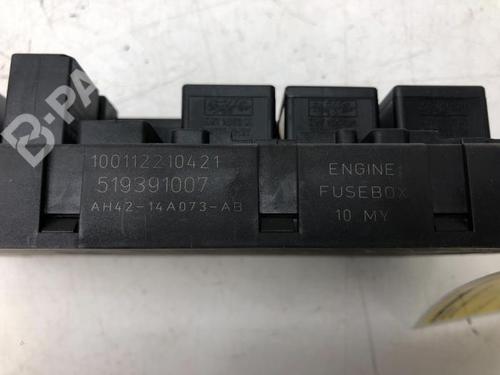 B-PA
100112210421
519391007
AH42-14A073-AB
ENGINE
FUSEBOX
10 MY